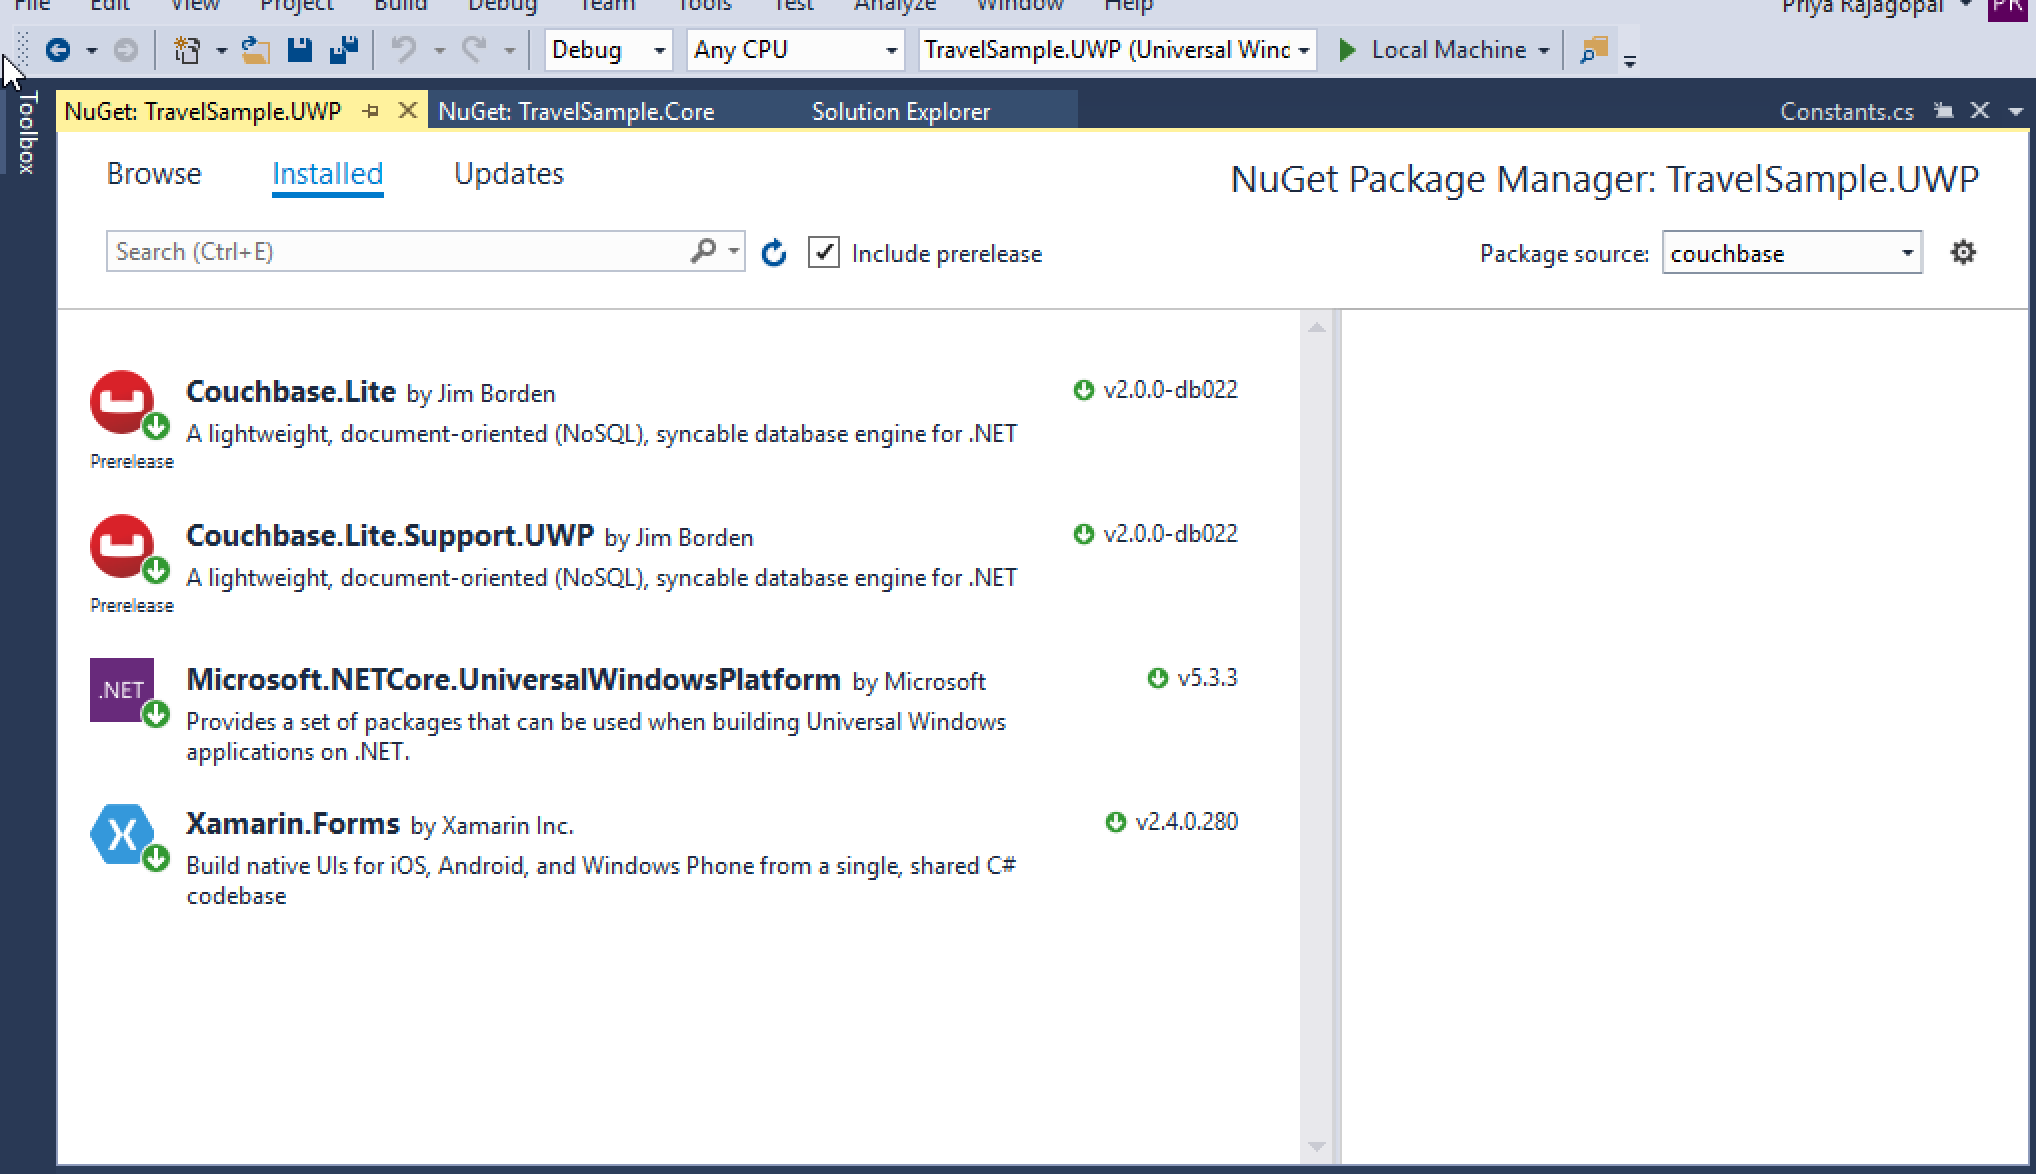 File Edit View Project Build Debug Team Tools Test Analyze Window Help Priya Rajagopal PR
Debug Any CPU TravelSample.UWP (Universal Winc Local Machine
Toolbox
NuGet: TravelSample.UWP NuGet: TravelSample.Core Solution Explorer Constants.cs
Browse Installed Updates
NuGet Package Manager: TravelSample.UWP
Search (Ctrl+E) Include prerelease Package source: couchbase
Couchbase.Lite by Jim Borden v2.0.0-db022
A lightweight, document-oriented (NoSQL), syncable database engine for .NET
Prerelease
Couchbase.Lite.Support.UWP by Jim Borden v2.0.0-db022
A lightweight, document-oriented (NoSQL), syncable database engine for .NET
Prerelease
.NET
Microsoft.NETCore.UniversalWindowsPlatform by Microsoft v5.3.3
Provides a set of packages that can be used when building Universal Windows
applications on .NET.
Xamarin.Forms by Xamarin Inc. v2.4.0.280
Build native UIs for iOS, Android, and Windows Phone from a single, shared C#
codebase